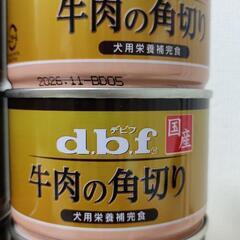 牛肉の角切り
犬用栄養補完食
2026.11-BD05
デビフ
d.b.f
国産
牛肉の角切り
犬用栄養補完食